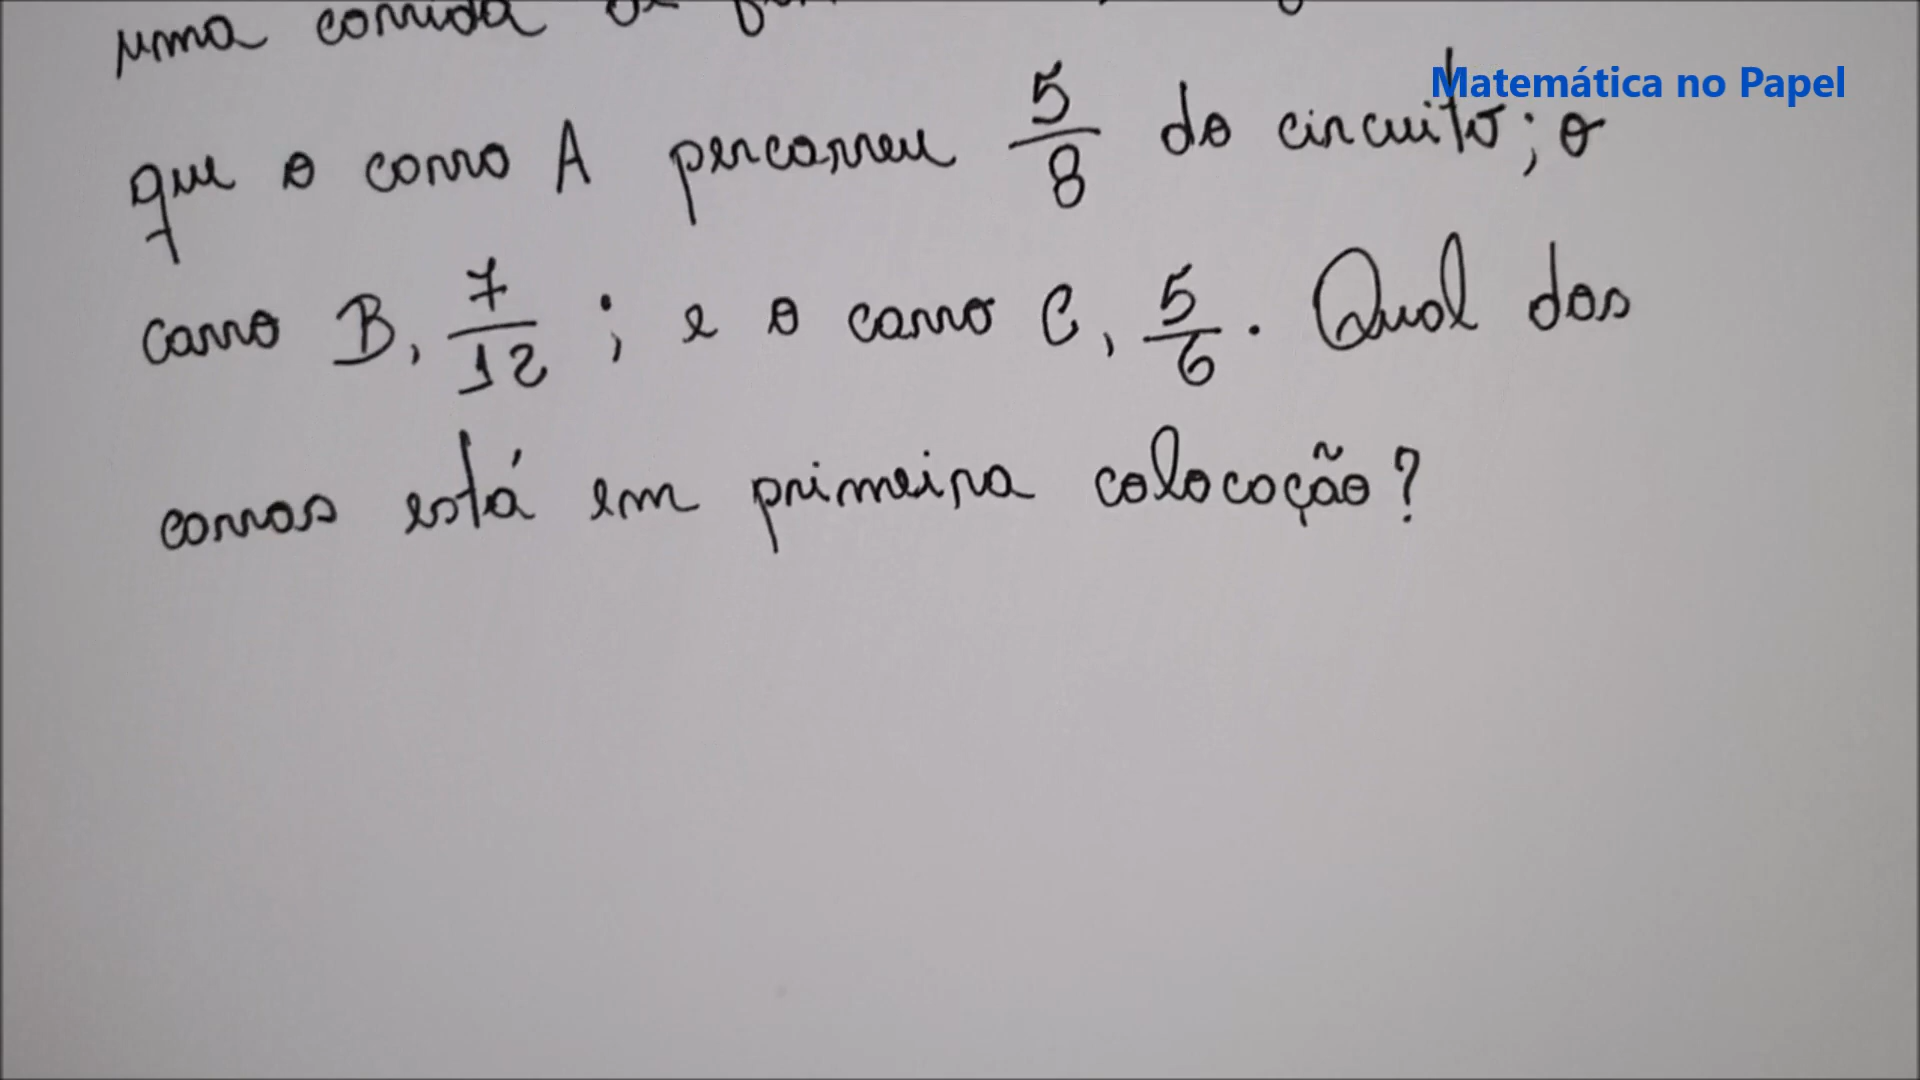 uma corrida de
Matemática no Papel
que o carro A percorreu 5/8 do circuito; o
carro B, 7/12 ; e o carro C, 5/6. Qual dos
carros está em primeira colocação?